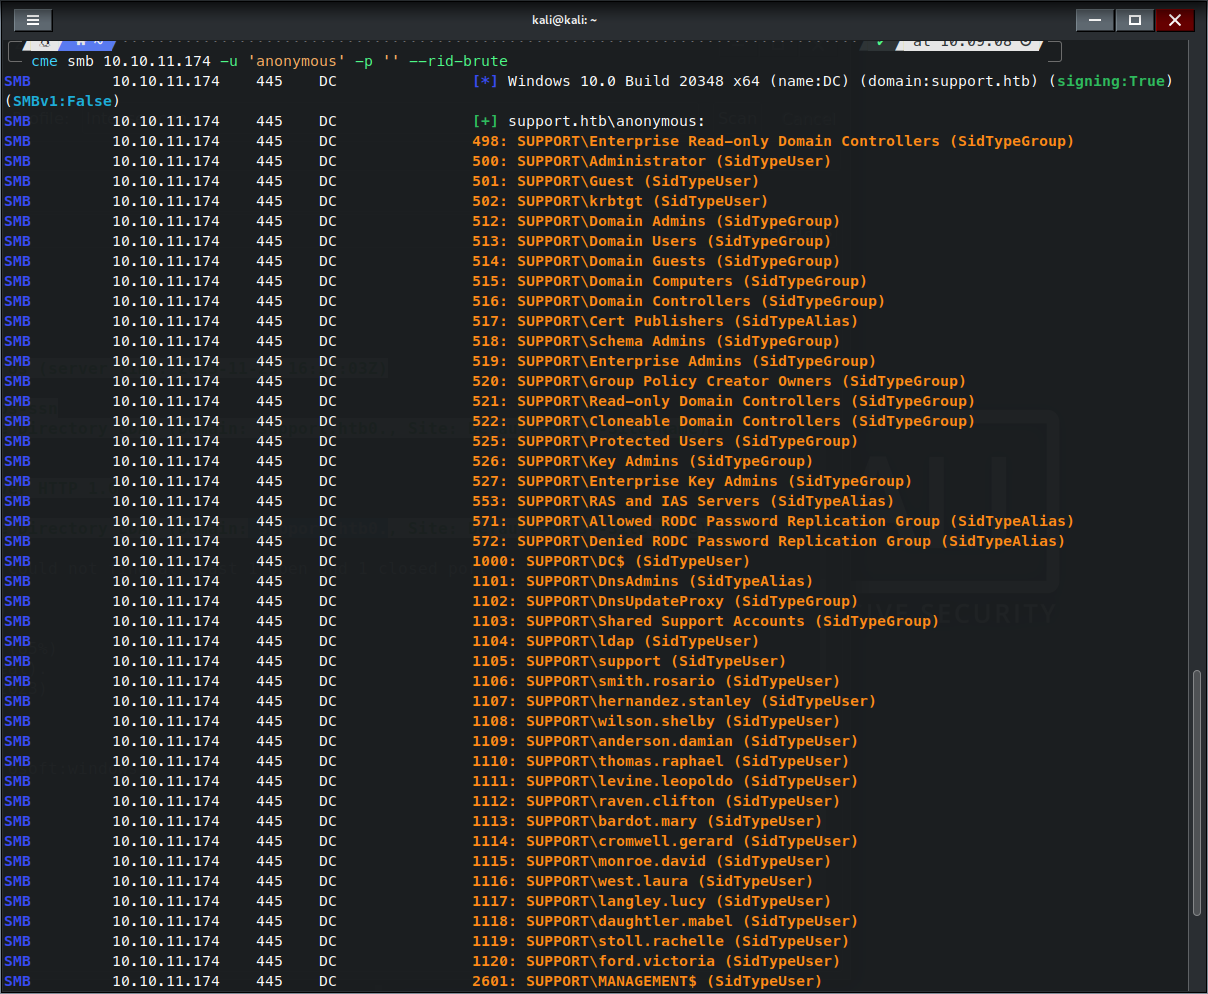 kali@kali: ~
at 10:09:08
cme smb 10.10.11.174 -u 'anonymous' -p '' --rid-brute
SMB 10.10.11.174 445 DC [*] Windows 10.0 Build 20348 x64 (name:DC) (domain:support.htb) (signing:True)
(SMBv1:False)
SMB 10.10.11.174 445 DC [+] support.htb\anonymous:
SMB 10.10.11.174 445 DC 498: SUPPORT\Enterprise Read-only Domain Controllers (SidTypeGroup)
SMB 10.10.11.174 445 DC 500: SUPPORT\Administrator (SidTypeUser)
SMB 10.10.11.174 445 DC 501: SUPPORT\Guest (SidTypeUser)
SMB 10.10.11.174 445 DC 502: SUPPORT\krbtgt (SidTypeUser)
SMB 10.10.11.174 445 DC 512: SUPPORT\Domain Admins (SidTypeGroup)
SMB 10.10.11.174 445 DC 513: SUPPORT\Domain Users (SidTypeGroup)
SMB 10.10.11.174 445 DC 514: SUPPORT\Domain Guests (SidTypeGroup)
SMB 10.10.11.174 445 DC 515: SUPPORT\Domain Computers (SidTypeGroup)
SMB 10.10.11.174 445 DC 516: SUPPORT\Domain Controllers (SidTypeGroup)
SMB 10.10.11.174 445 DC 517: SUPPORT\Cert Publishers (SidTypeAlias)
SMB 10.10.11.174 445 DC 518: SUPPORT\Schema Admins (SidTypeGroup)
SMB 10.10.11.174 445 DC 519: SUPPORT\Enterprise Admins (SidTypeGroup)
SMB 10.10.11.174 445 DC 520: SUPPORT\Group Policy Creator Owners (SidTypeGroup)
SMB 10.10.11.174 445 DC 521: SUPPORT\Read-only Domain Controllers (SidTypeGroup)
SMB 10.10.11.174 445 DC 522: SUPPORT\Cloneable Domain Controllers (SidTypeGroup)
SMB 10.10.11.174 445 DC 525: SUPPORT\Protected Users (SidTypeGroup)
SMB 10.10.11.174 445 DC 526: SUPPORT\Key Admins (SidTypeGroup)
SMB 10.10.11.174 445 DC 527: SUPPORT\Enterprise Key Admins (SidTypeGroup)
SMB 10.10.11.174 445 DC 553: SUPPORT\RAS and IAS Servers (SidTypeAlias)
SMB 10.10.11.174 445 DC 571: SUPPORT\Allowed RODC Password Replication Group (SidTypeAlias)
SMB 10.10.11.174 445 DC 572: SUPPORT\Denied RODC Password Replication Group (SidTypeAlias)
SMB 10.10.11.174 445 DC 1000: SUPPORT\DC$ (SidTypeUser)
SMB 10.10.11.174 445 DC 1101: SUPPORT\DnsAdmins (SidTypeAlias)
SMB 10.10.11.174 445 DC 1102: SUPPORT\DnsUpdateProxy (SidTypeGroup)
SMB 10.10.11.174 445 DC 1103: SUPPORT\Shared Support Accounts (SidTypeGroup)
SMB 10.10.11.174 445 DC 1104: SUPPORT\ldap (SidTypeUser)
SMB 10.10.11.174 445 DC 1105: SUPPORT\support (SidTypeUser)
SMB 10.10.11.174 445 DC 1106: SUPPORT\smith.rosario (SidTypeUser)
SMB 10.10.11.174 445 DC 1107: SUPPORT\hernandez.stanley (SidTypeUser)
SMB 10.10.11.174 445 DC 1108: SUPPORT\wilson.shelby (SidTypeUser)
SMB 10.10.11.174 445 DC 1109: SUPPORT\anderson.damian (SidTypeUser)
SMB 10.10.11.174 445 DC 1110: SUPPORT\thomas.raphael (SidTypeUser)
SMB 10.10.11.174 445 DC 1111: SUPPORT\levine.leopoldo (SidTypeUser)
SMB 10.10.11.174 445 DC 1112: SUPPORT\raven.clifton (SidTypeUser)
SMB 10.10.11.174 445 DC 1113: SUPPORT\bardot.mary (SidTypeUser)
SMB 10.10.11.174 445 DC 1114: SUPPORT\cromwell.gerard (SidTypeUser)
SMB 10.10.11.174 445 DC 1115: SUPPORT\monroe.david (SidTypeUser)
SMB 10.10.11.174 445 DC 1116: SUPPORT\west.laura (SidTypeUser)
SMB 10.10.11.174 445 DC 1117: SUPPORT\langley.lucy (SidTypeUser)
SMB 10.10.11.174 445 DC 1118: SUPPORT\daughtler.mabel (SidTypeUser)
SMB 10.10.11.174 445 DC 1119: SUPPORT\stoll.rachelle (SidTypeUser)
SMB 10.10.11.174 445 DC 1120: SUPPORT\ford.victoria (SidTypeUser)
SMB 10.10.11.174 445 DC 2601: SUPPORT\MANAGEMENT$ (SidTypeUser)